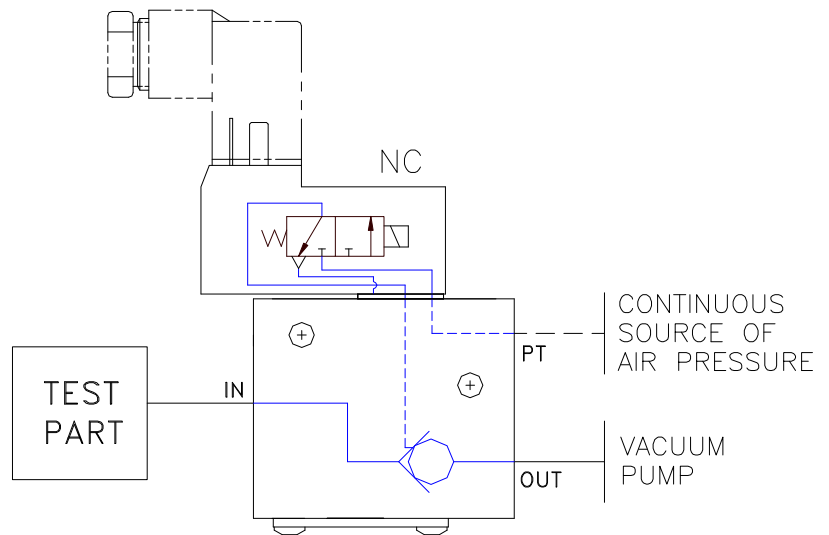 NC
CONTINUOUS
SOURCE OF
AIR PRESSURE
PT
TEST
PART
IN
OUT
VACUUM
PUMP